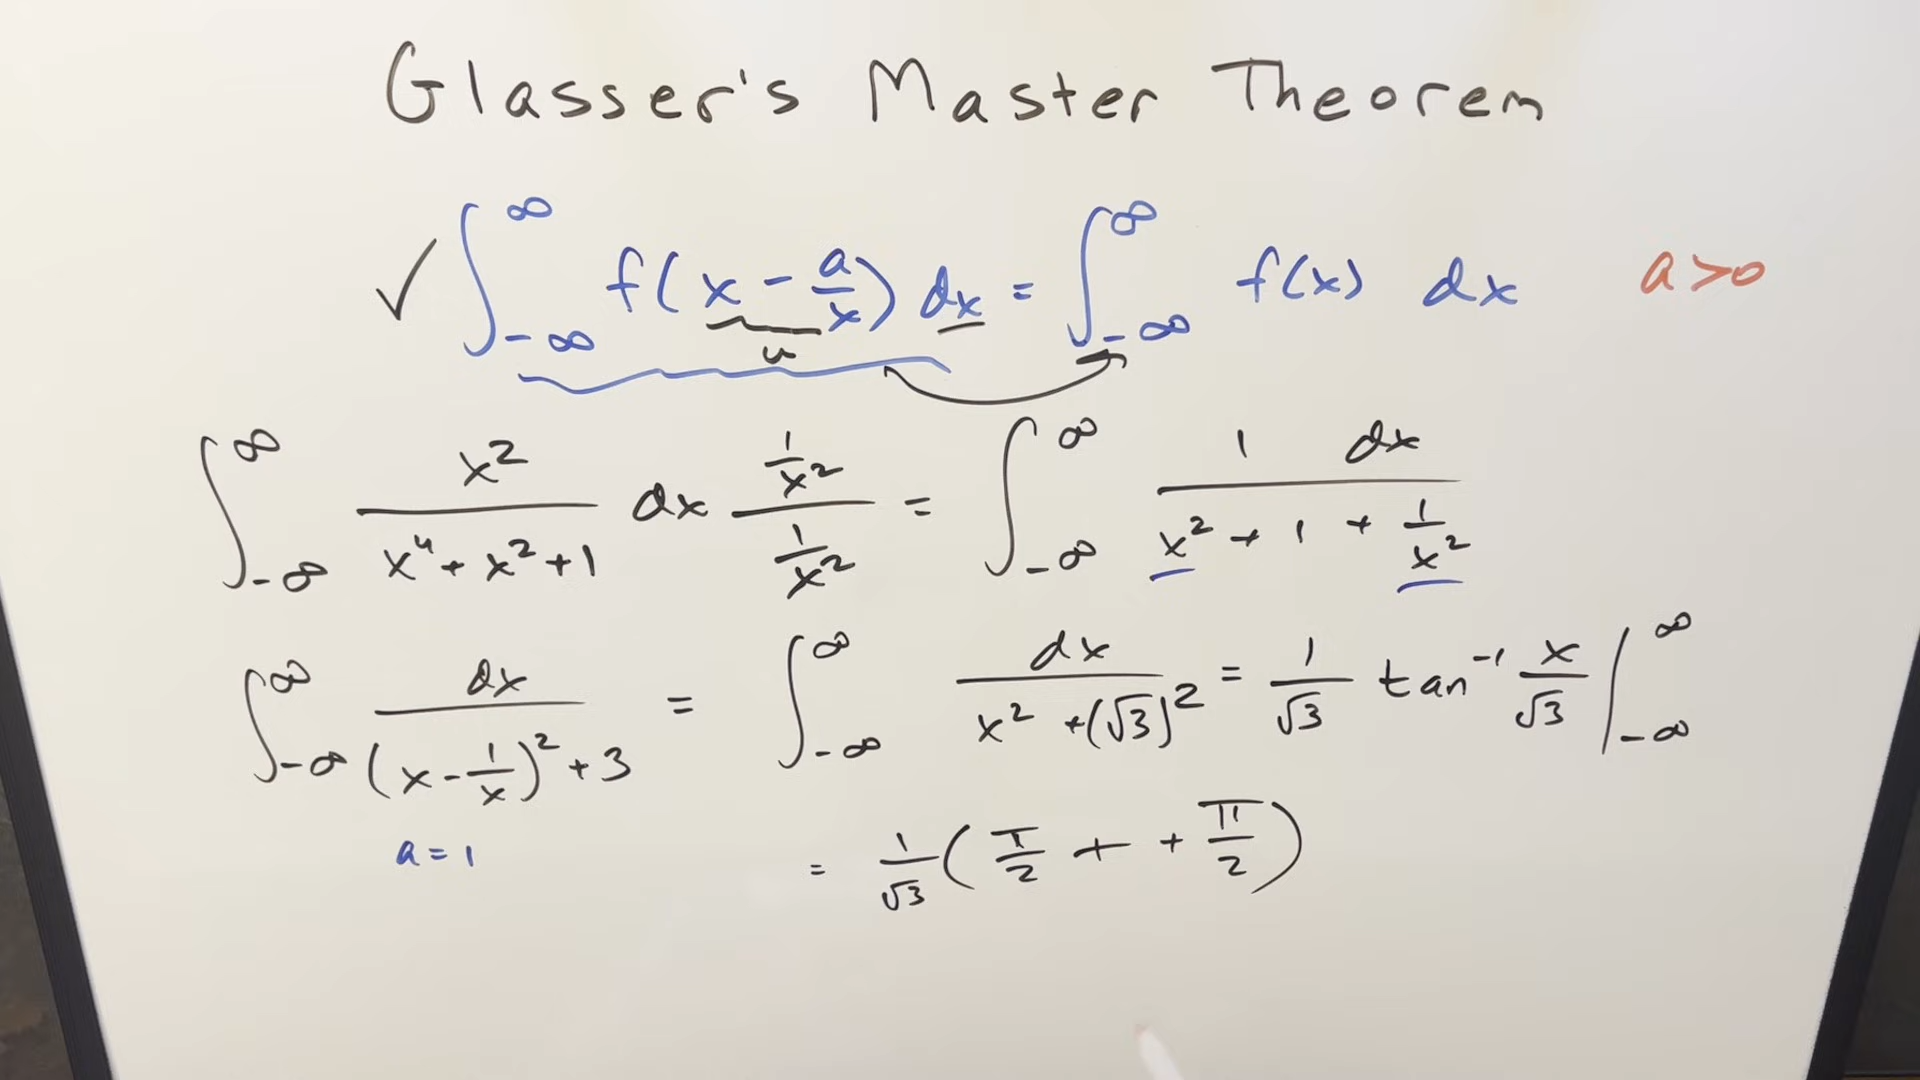 Glasser's Master Theorem
✓ ∫_{-∞}^{∞} f(x - a/x) dx = ∫_{-∞}^{∞} f(x) dx a>0
u
∫_{-∞}^{∞} x²/(x⁴ + x² + 1) dx (1/x²)/(1/x²) = ∫_{-∞}^{∞} 1 dx/(x² + 1 + 1/x²)
∫_{-∞}^{∞} dx/((x - 1/x)² + 3) = ∫_{-∞}^{∞} dx/(x² + (√3)²) = 1/√3 tan⁻¹ x/√3 |_{-∞}^{∞}
a = 1
= 1/√3 (π/2 + + π/2)